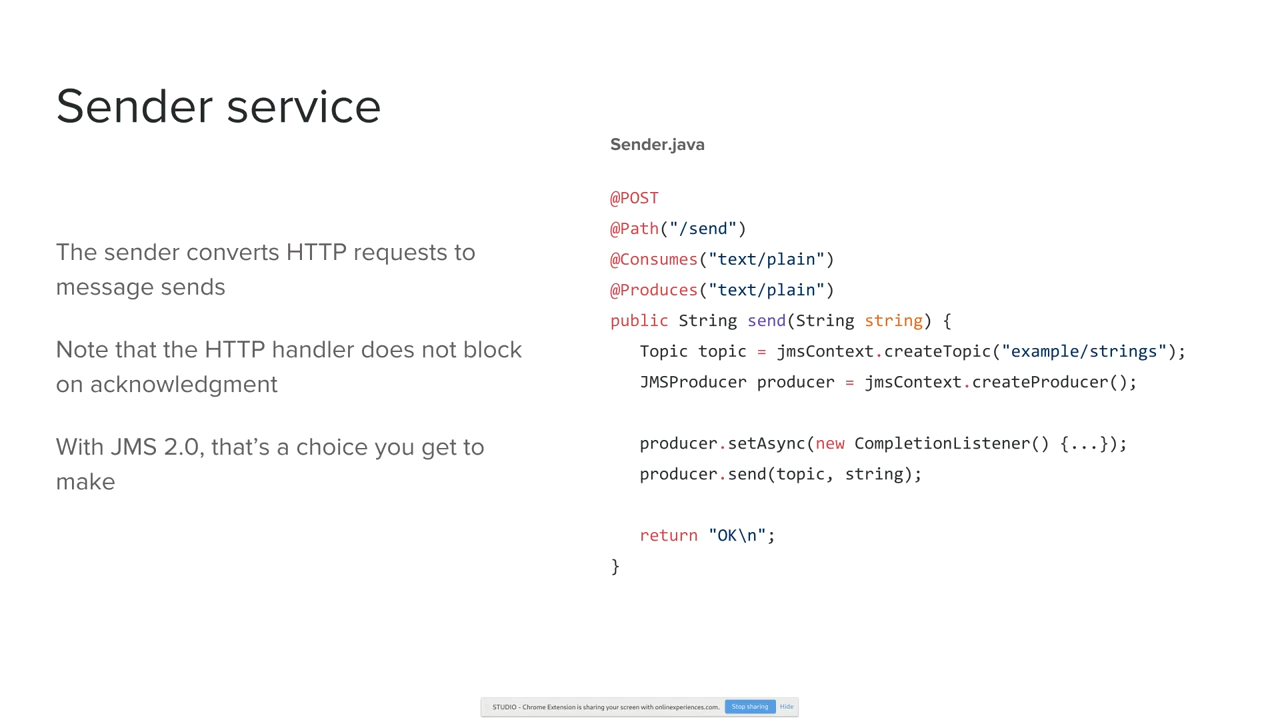 Sender service
The sender converts HTTP requests to
message sends
Note that the HTTP handler does not block
on acknowledgment
With JMS 2.0, that’s a choice you get to
make
Sender.java
@POST
@Path("/send")
@Consumes("text/plain")
@Produces("text/plain")
public String send(String string) {
   Topic topic = jmsContext.createTopic("example/strings");
   JMSProducer producer = jmsContext.createProducer();
   producer.setAsync(new CompletionListener() {...});
   producer.send(topic, string);
   return "OK\n";
}
STUDIO - Chrome Extension is sharing your screen with onlinexperiences.com. Stop sharing Hide